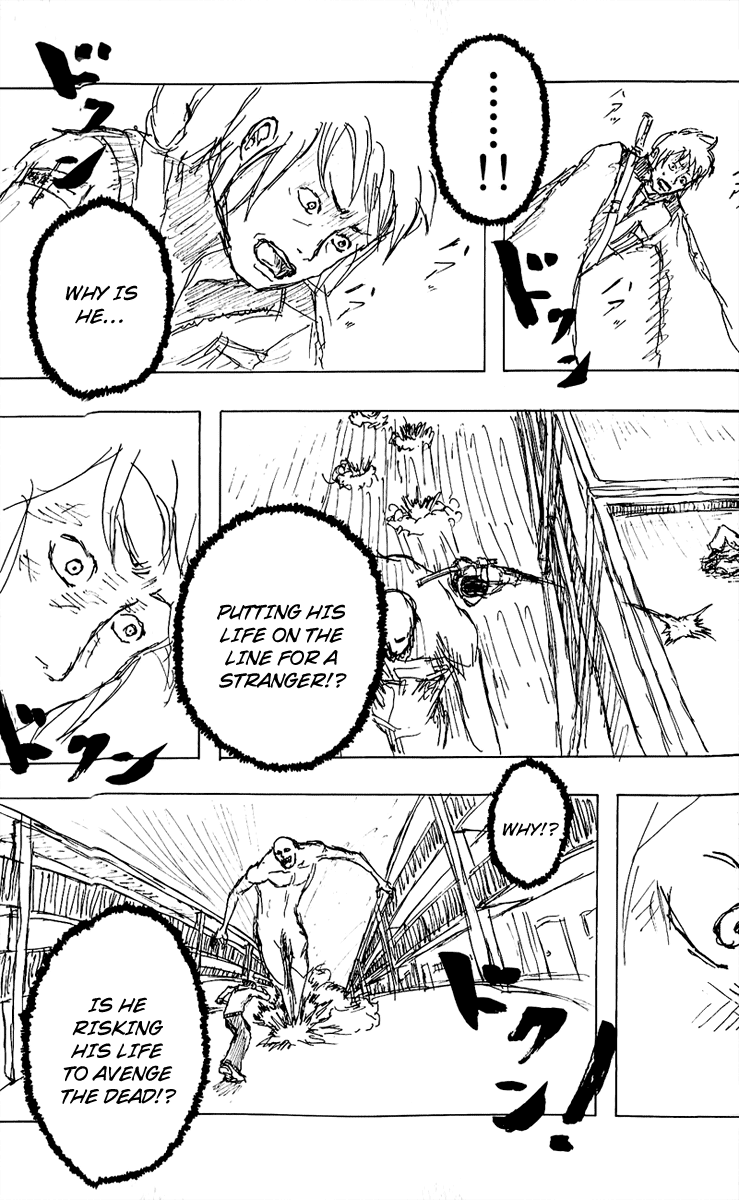 ……!!
ドクン
ドクン
WHY IS
HE...
PUTTING HIS
LIFE ON THE
LINE FOR A
STRANGER!?
ドクン
WHY!?
ドクン!
IS HE
RISKING
HIS LIFE
TO AVENGE
THE DEAD!?